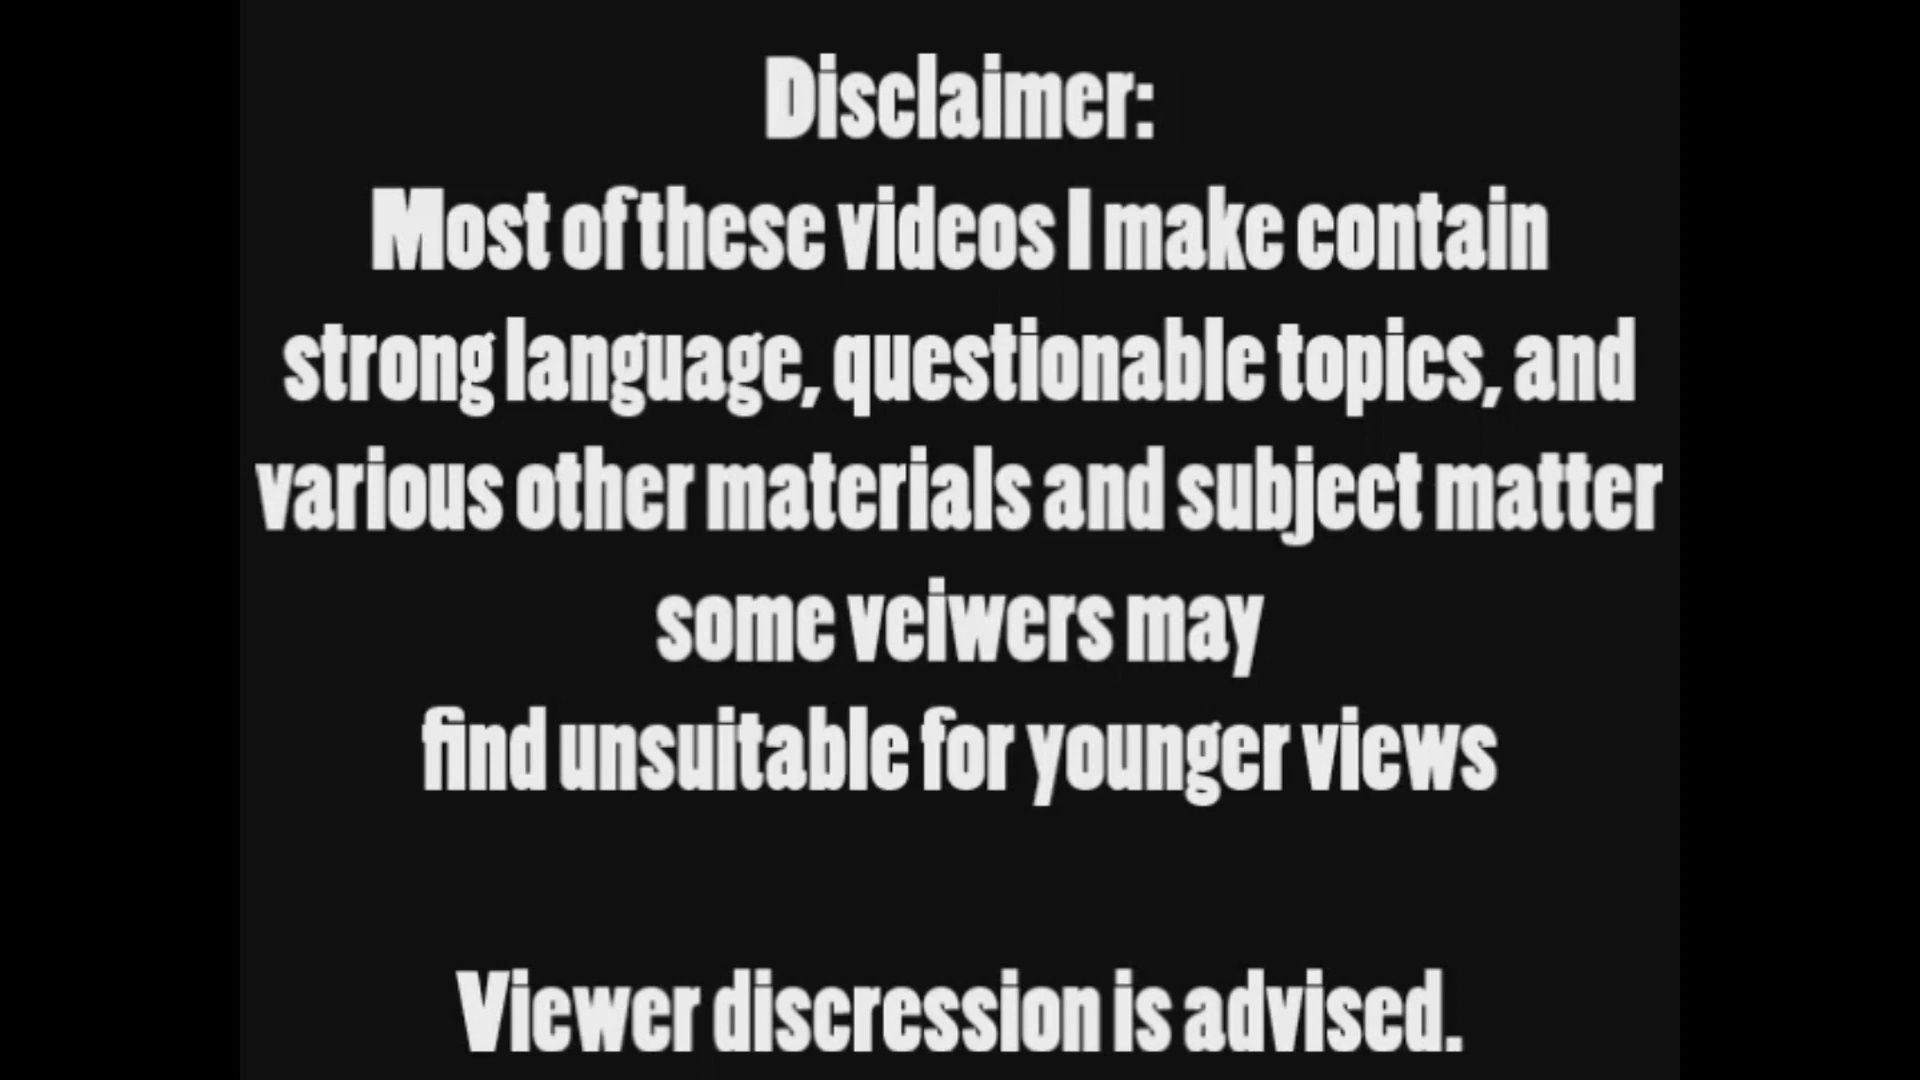 Disclaimer:
Most of these videos I make contain
strong language, questionable topics, and
various other materials and subject matter
some veiwers may
find unsuitable for younger views
Viewer discression is advised.